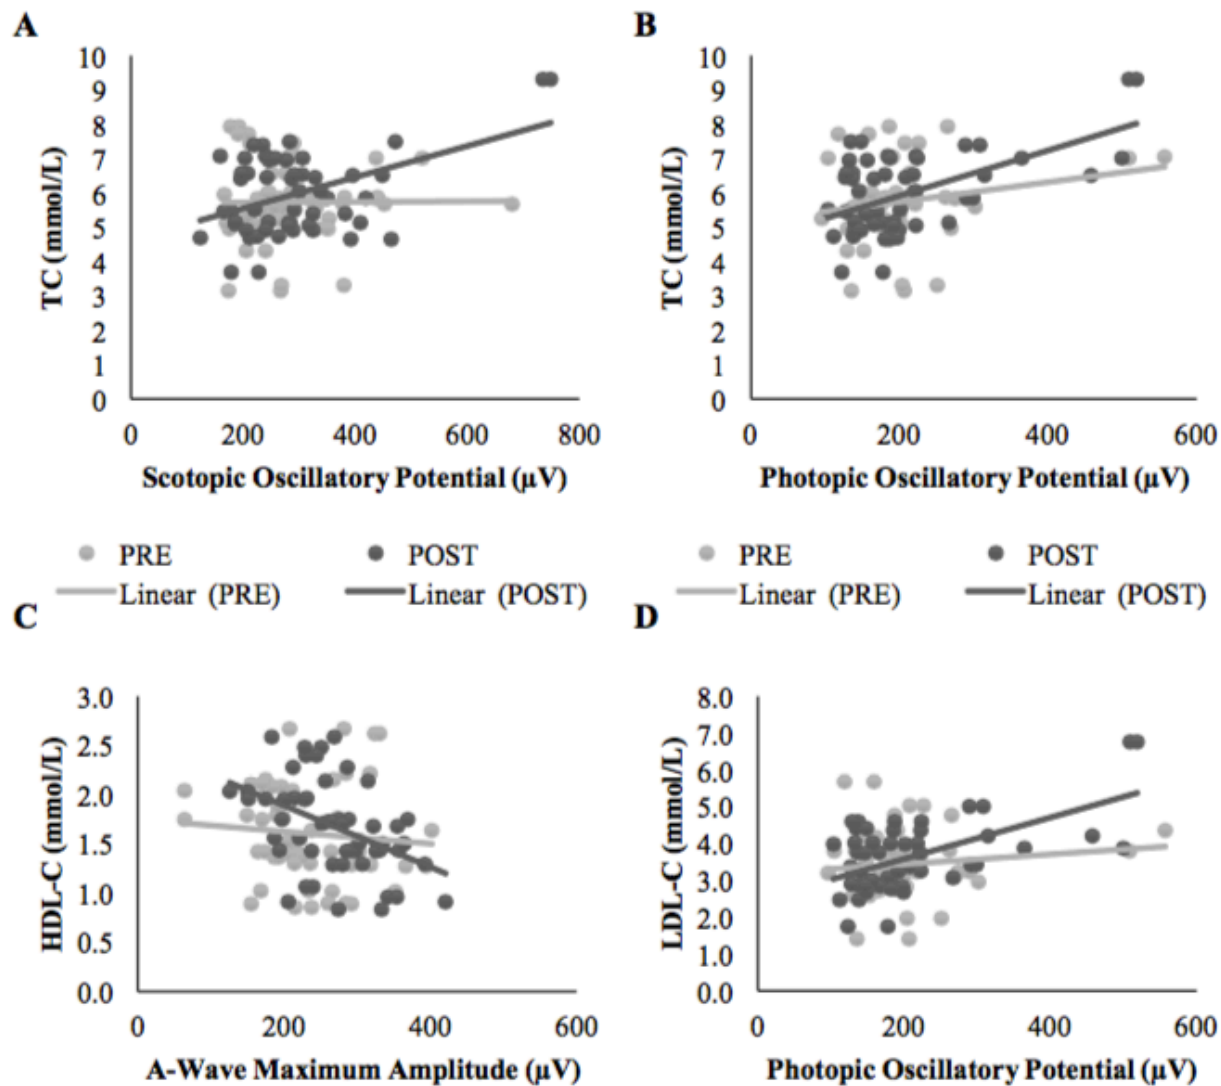 A
TC (mmol/L)
10
9
8
7
6
5
4
3
2
1
0
0 200 400 600 800
Scotopic Oscillatory Potential (µV)
PRE POST
Linear (PRE) Linear (POST)
B
TC (mmol/L)
10
9
8
7
6
5
4
3
2
1
0
0 200 400 600
Photopic Oscillatory Potential (µV)
PRE POST
Linear (PRE) Linear (POST)
C
HDL-C (mmol/L)
3.0
2.5
2.0
1.5
1.0
0.5
0.0
0 200 400 600
A-Wave Maximum Amplitude (µV)
D
LDL-C (mmol/L)
8.0
7.0
6.0
5.0
4.0
3.0
2.0
1.0
0.0
0 200 400 600
Photopic Oscillatory Potential (µV)